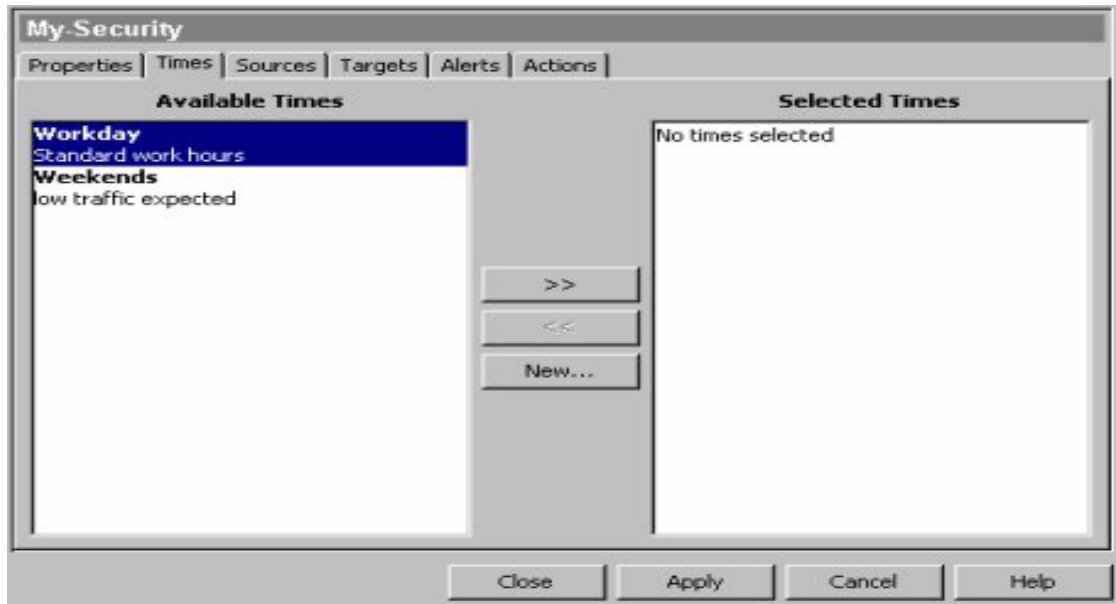 My-Security
Properties Times Sources Targets Alerts Actions
Available Times
Selected Times
Workday
Standard work hours
Weekends
low traffic expected
No times selected
>>
<<
New...
Close Apply Cancel Help